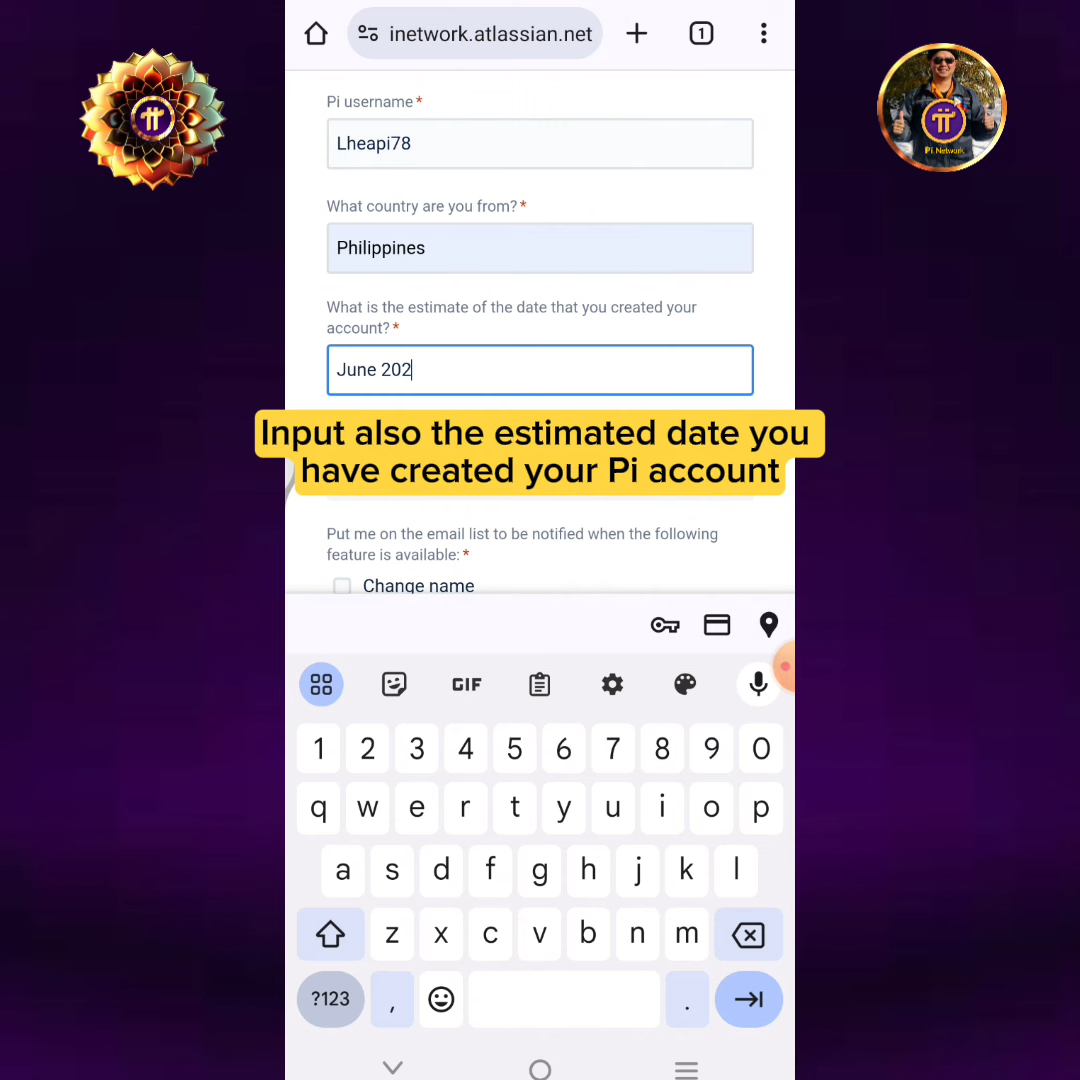 inetwork.atlassian.net
1
Pi username*
Lheapi78
What country are you from?*
Philippines
What is the estimate of the date that you created your
account?*
June 202
Input also the estimated date you
have created your Pi account
Put me on the email list to be notified when the following
feature is available:*
Change name
GIF
1 2 3 4 5 6 7 8 9 0
q w e r t y u i o p
a s d f g h j k l
z x c v b n m
?123 , .
Pi Network